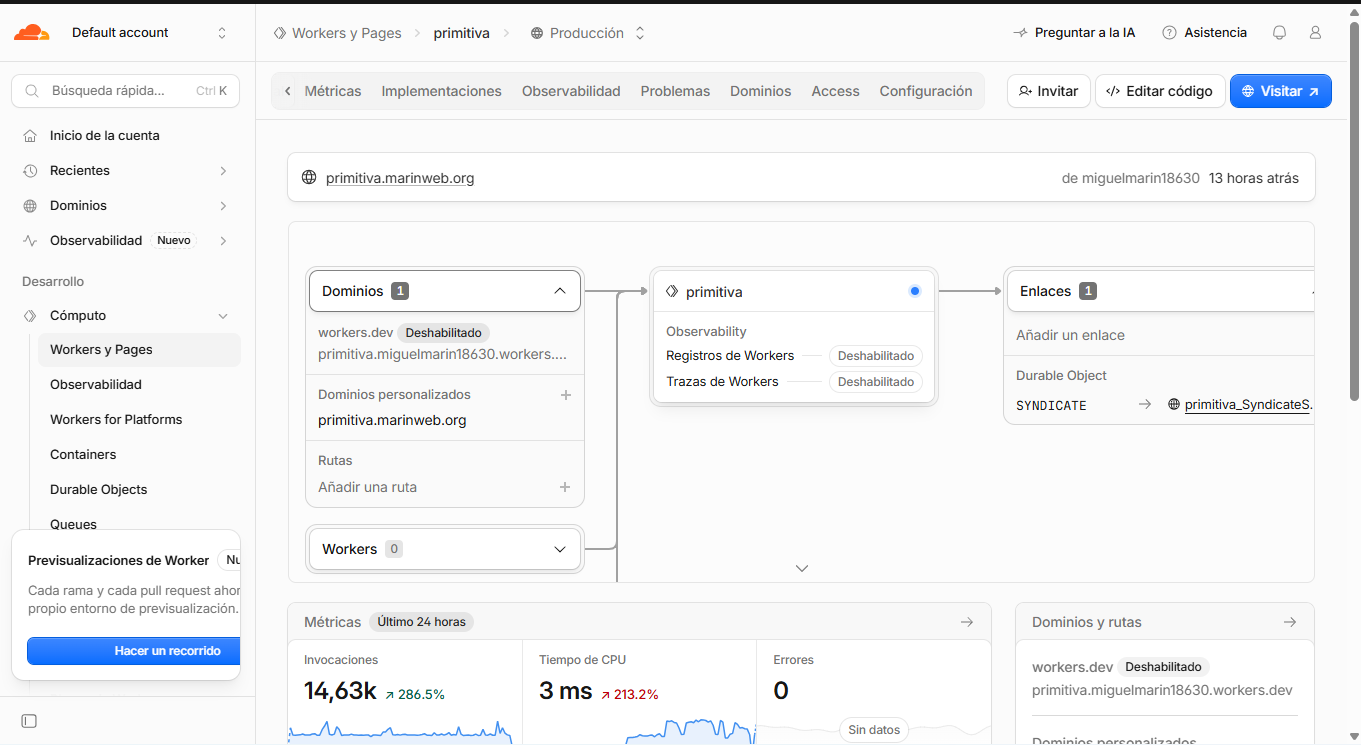 Default account
Workers y Pages
primitiva
Producción
Preguntar a la IA
Asistencia
Búsqueda rápida...
Ctrl K
Métricas
Implementaciones
Observabilidad
Problemas
Dominios
Access
Configuración
Invitar
</> Editar código
Visitar
Inicio de la cuenta
Recientes
Dominios
Observabilidad Nuevo
Desarrollo
Cómputo
Workers y Pages
Observabilidad
Workers for Platforms
Containers
Durable Objects
Queues
Previsualizaciones de Worker
Cada rama y cada pull request
propio entorno de previsualización.
Hacer un recorrido
primitiva.marinweb.org
de miguelmarin18630 13 horas atrás
Dominios 1
workers.dev Deshabilitado
primitiva.miguelmarin18630.workers....
Dominios personalizados
primitiva.marinweb.org
Rutas
Añadir una ruta
Workers 0
primitiva
Observability
Registros de Workers Deshabilitado
Trazas de Workers Deshabilitado
Enlaces 1
Añadir un enlace
Durable Object
SYNDICATE
primitiva_SyndicateS.
Métricas Último 24 horas
Invocaciones
14,63k 286.5%
Tiempo de CPU
3 ms 213.2%
Errores
0
Sin datos
Dominios y rutas
workers.dev Deshabilitado
primitiva.miguelmarin18630.workers.dev
Dominios personalizados